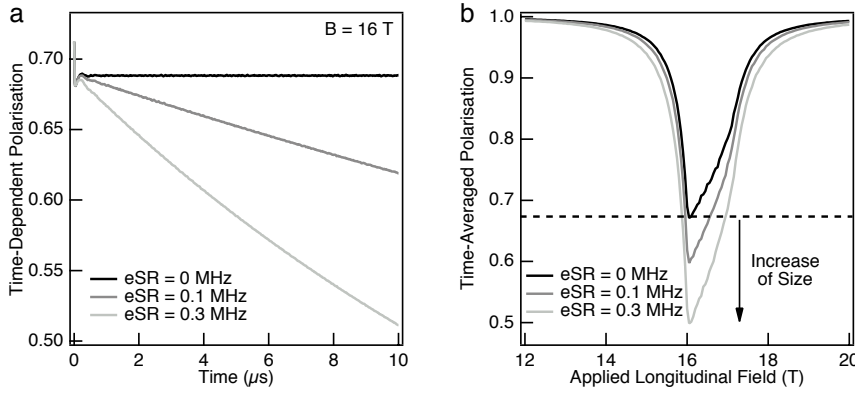 a
B = 16 T
Time-Dependent Polarisation
0.70
0.65
0.60
0.55
0.50
eSR = 0 MHz
eSR = 0.1 MHz
eSR = 0.3 MHz
0
2
4
6
8
10
Time (µs)
b
Time-Averaged Polarisation
1.0
0.9
0.8
0.7
0.6
0.5
Increase
of Size
eSR = 0 MHz
eSR = 0.1 MHz
eSR = 0.3 MHz
12
14
16
18
20
Applied Longitudinal Field (T)